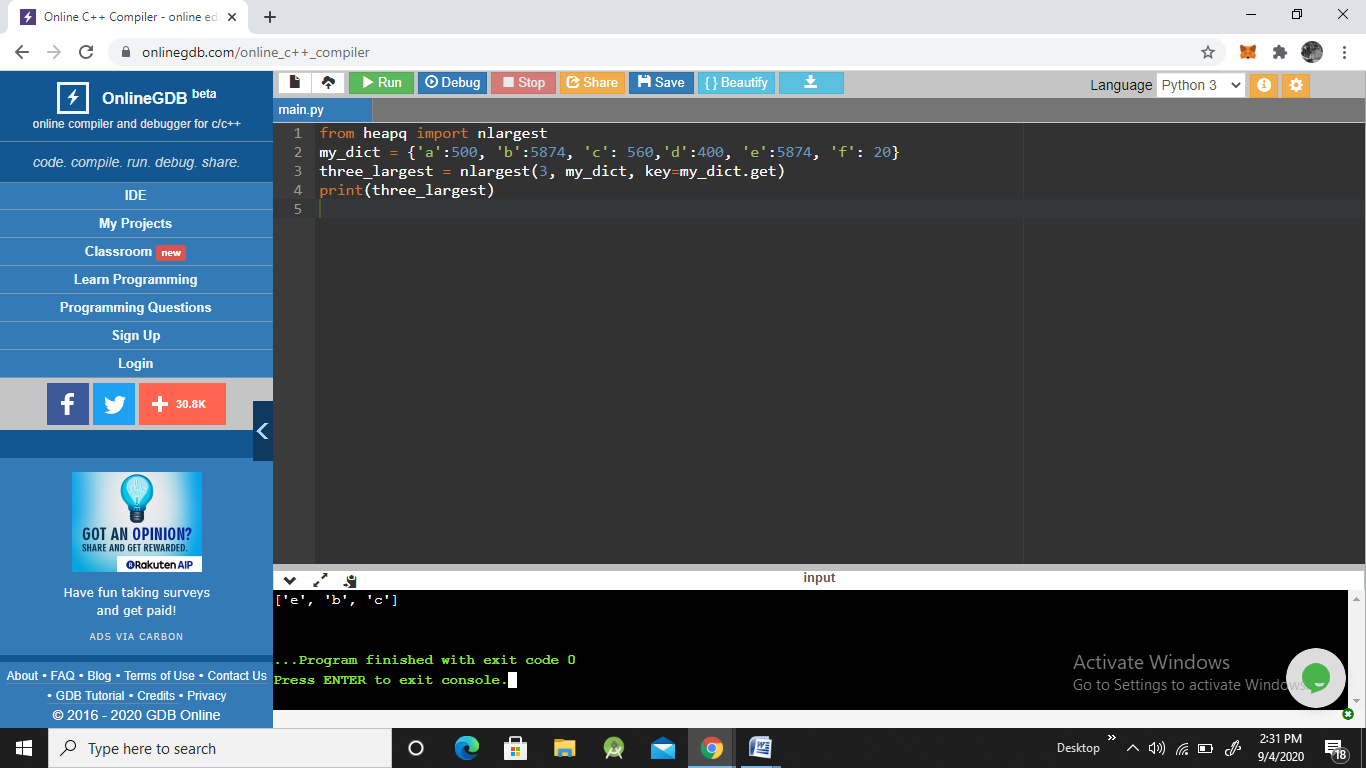 Online C++ Compiler - online ed
onlinegdb.com/online_c++_compiler
OnlineGDB beta
online compiler and debugger for c/c++
code. compile. run. debug. share.
IDE
My Projects
Classroom new
Learn Programming
Programming Questions
Sign Up
Login
30.8K
GOT AN OPINION?
SHARE AND GET REWARDED.
Rakuten AIP
Have fun taking surveys
and get paid!
ADS VIA CARBON
About • FAQ • Blog • Terms of Use • Contact Us
• GDB Tutorial • Credits • Privacy
© 2016 - 2020 GDB Online
Run Debug Stop Share Save { } Beautify
Language Python 3
main.py
1 from heapq import nlargest
2 my_dict = {'a':500, 'b':5874, 'c': 560,'d':400, 'e':5874, 'f': 20}
3 three_largest = nlargest(3, my_dict, key=my_dict.get)
4 print(three_largest)
5
input
['e', 'b', 'c']
...Program finished with exit code 0
Press ENTER to exit console.
Activate Windows
Go to Settings to activate Windows.
Type here to search
Desktop
2:31 PM
9/4/2020
18